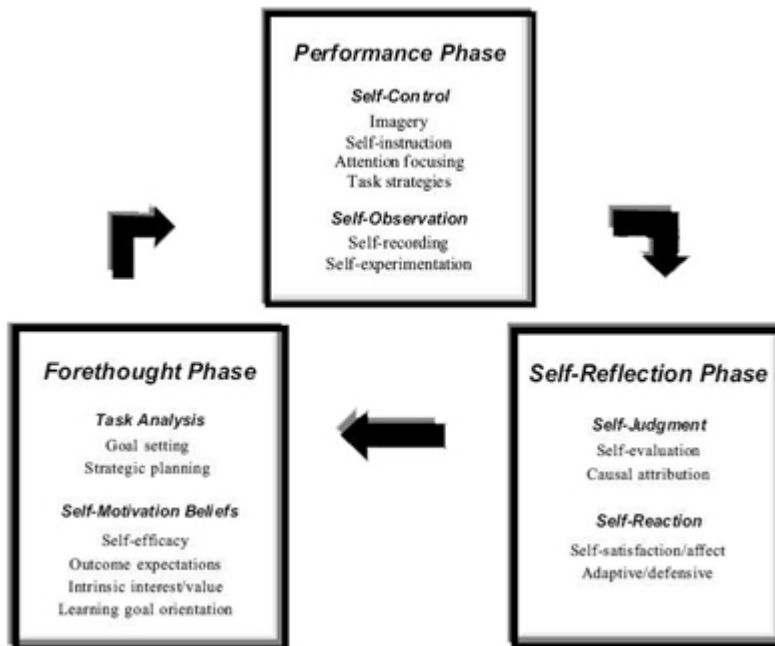 Performance Phase
Self-Control
Imagery
Self-instruction
Attention focusing
Task strategies
Self-Observation
Self-recording
Self-experimentation
Forethought Phase
Task Analysis
Goal setting
Strategic planning
Self-Motivation Beliefs
Self-efficacy
Outcome expectations
Intrinsic interest/value
Learning goal orientation
Self-Reflection Phase
Self-Judgment
Self-evaluation
Causal attribution
Self-Reaction
Self-satisfaction/affect
Adaptive/defensive